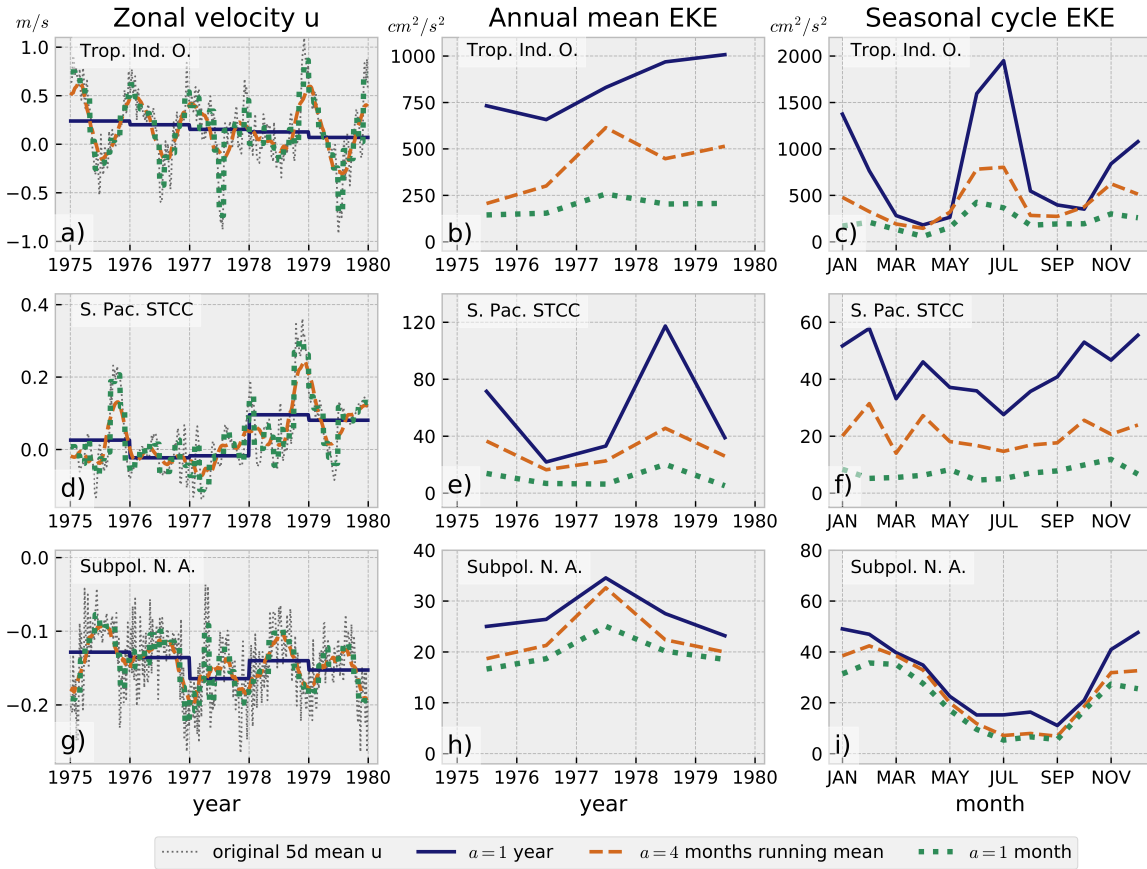 Zonal velocity u
Annual mean EKE
Seasonal cycle EKE
m/s
cm²/s²
cm²/s²
1.0
0.5
0.0
−0.5
−1.0
Trop. Ind. O.
a)
1975 1976 1977 1978 1979 1980
1000
750
500
250
0
Trop. Ind. O.
b)
1975 1976 1977 1978 1979 1980
2000
1500
1000
500
0
Trop. Ind. O.
c)
JAN MAR MAY JUL SEP NOV
0.4
0.2
0.0
S. Pac. STCC
d)
1975 1976 1977 1978 1979 1980
120
80
40
0
S. Pac. STCC
e)
1975 1976 1977 1978 1979 1980
60
40
20
0
S. Pac. STCC
f)
JAN MAR MAY JUL SEP NOV
0.0
−0.1
−0.2
Subpol. N. A.
g)
1975 1976 1977 1978 1979 1980
year
40
30
20
10
0
Subpol. N. A.
h)
1975 1976 1977 1978 1979 1980
year
80
60
40
20
0
Subpol. N. A.
i)
JAN MAR MAY JUL SEP NOV
month
original 5d mean u a = 1 year a = 4 months running mean a = 1 month